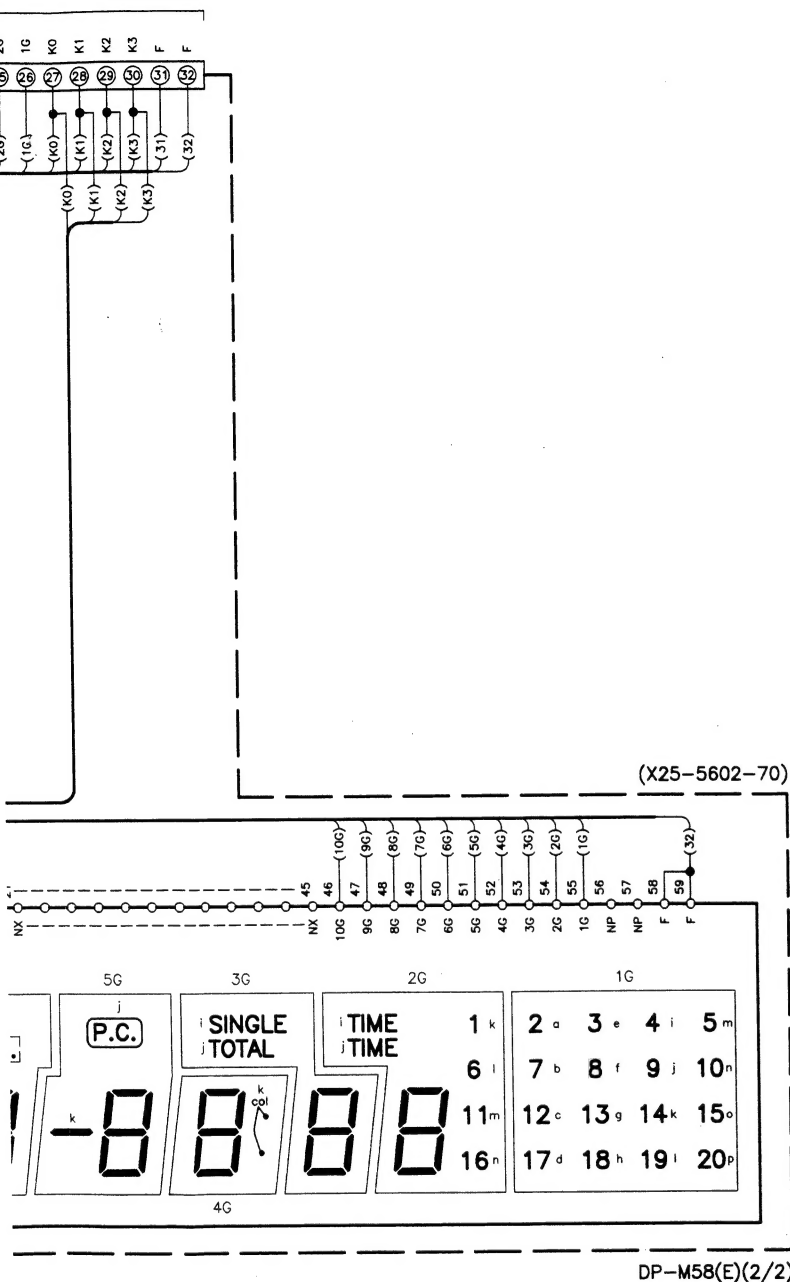 2G 1G K0 K1 K2 K3 F F
26 27 28 29 30 31 32
(2G) (1G) (K0) (K1) (K2) (K3) (31) (32)
(K0) (K1) (K2) (K3)
(X25-5602-70)
(10G) (9G) (8G) (7G) (6G) (5G) (4G) (3G) (2G) (1G) (32)
45 46 47 48 49 50 51 52 53 54 55 56 57 58 59
NX NX 10G 9G 8G 7G 6G 5G 4G 3G 2G 1G NP NP F F
5G 3G 2G 1G
j
P.C.
i SINGLE
j TOTAL
i TIME
j TIME
1 k 2 a 3 e 4 i 5 m
6 l 7 b 8 f 9 j 10 n
k
k
col
-8 8 8 8
11 m 12 c 13 g 14 k 15 o
16 n 17 d 18 h 19 l 20 p
4G
DP-M58(E)(2/2)